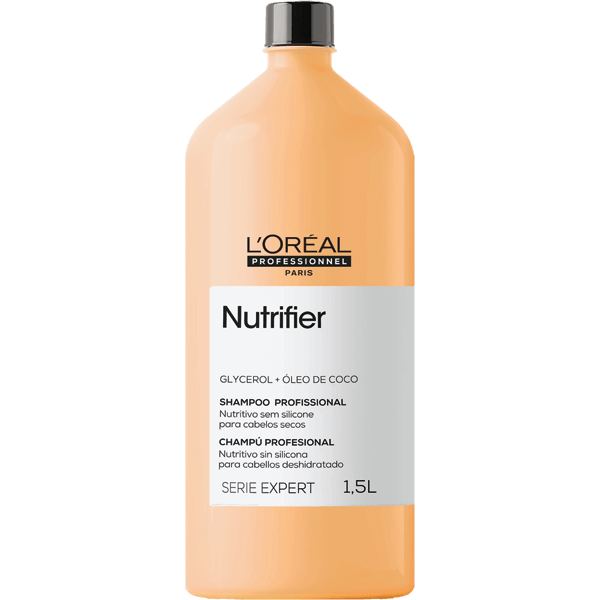 L'ORÉAL
PROFESSIONNEL
PARIS
Nutrifier
GLYCEROL + ÓLEO DE COCO
SHAMPOO PROFISSIONAL
Nutritivo sem silicone
para cabelos secos
CHAMPÚ PROFESIONAL
Nutritivo sin silicona
para cabellos deshidratado
SERIE EXPERT 1,5L